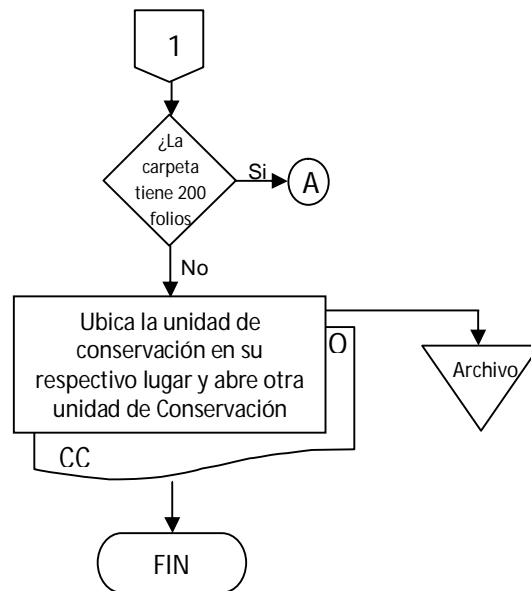 1
¿La
carpeta
tiene 200
folios
Si
A
No
Ubica la unidad de
conservación en su
respectivo lugar y abre otra
unidad de Conservación
O
Archivo
CC
FIN